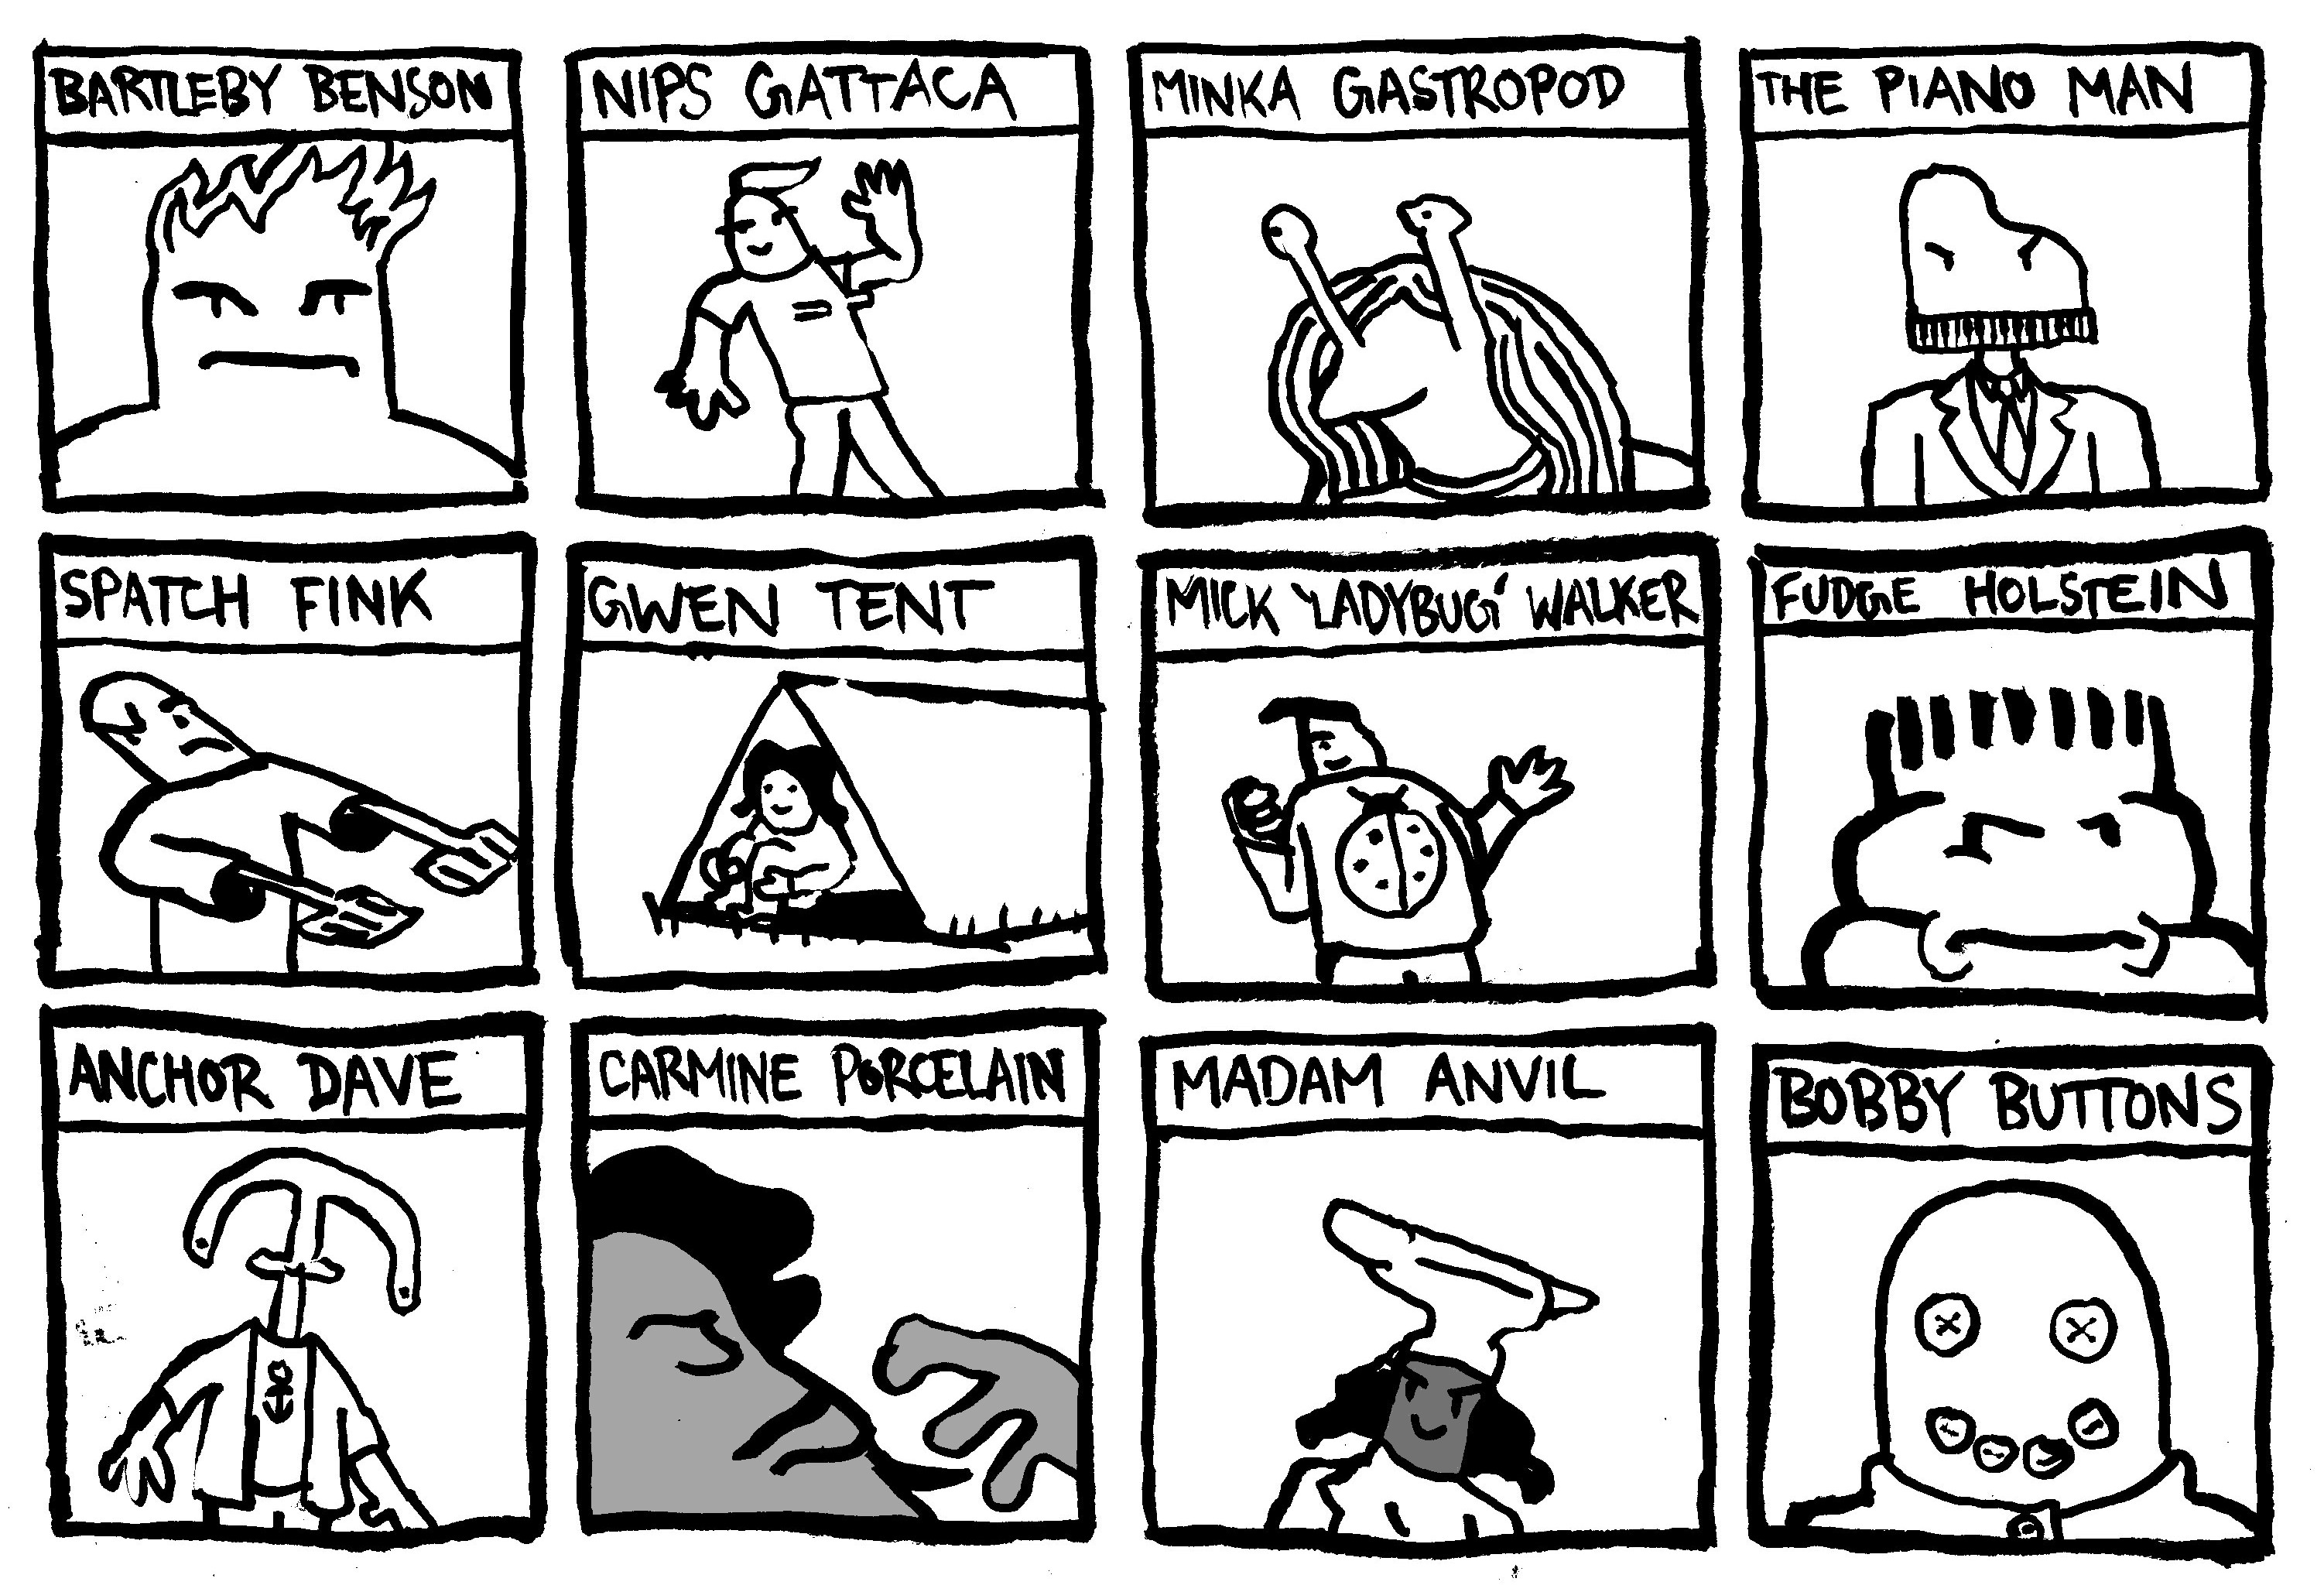 BARTLEBY BENSON
NIPS GATTACA
MINKA GASTROPOD
THE PIANO MAN
SPATCH FINK
GWEN TENT
MICK 'LADYBUG' WALKER
FUDGE HOLSTEIN
ANCHOR DAVE
CARMINE PORCELAIN
MADAM ANVIL
BOBBY BUTTONS